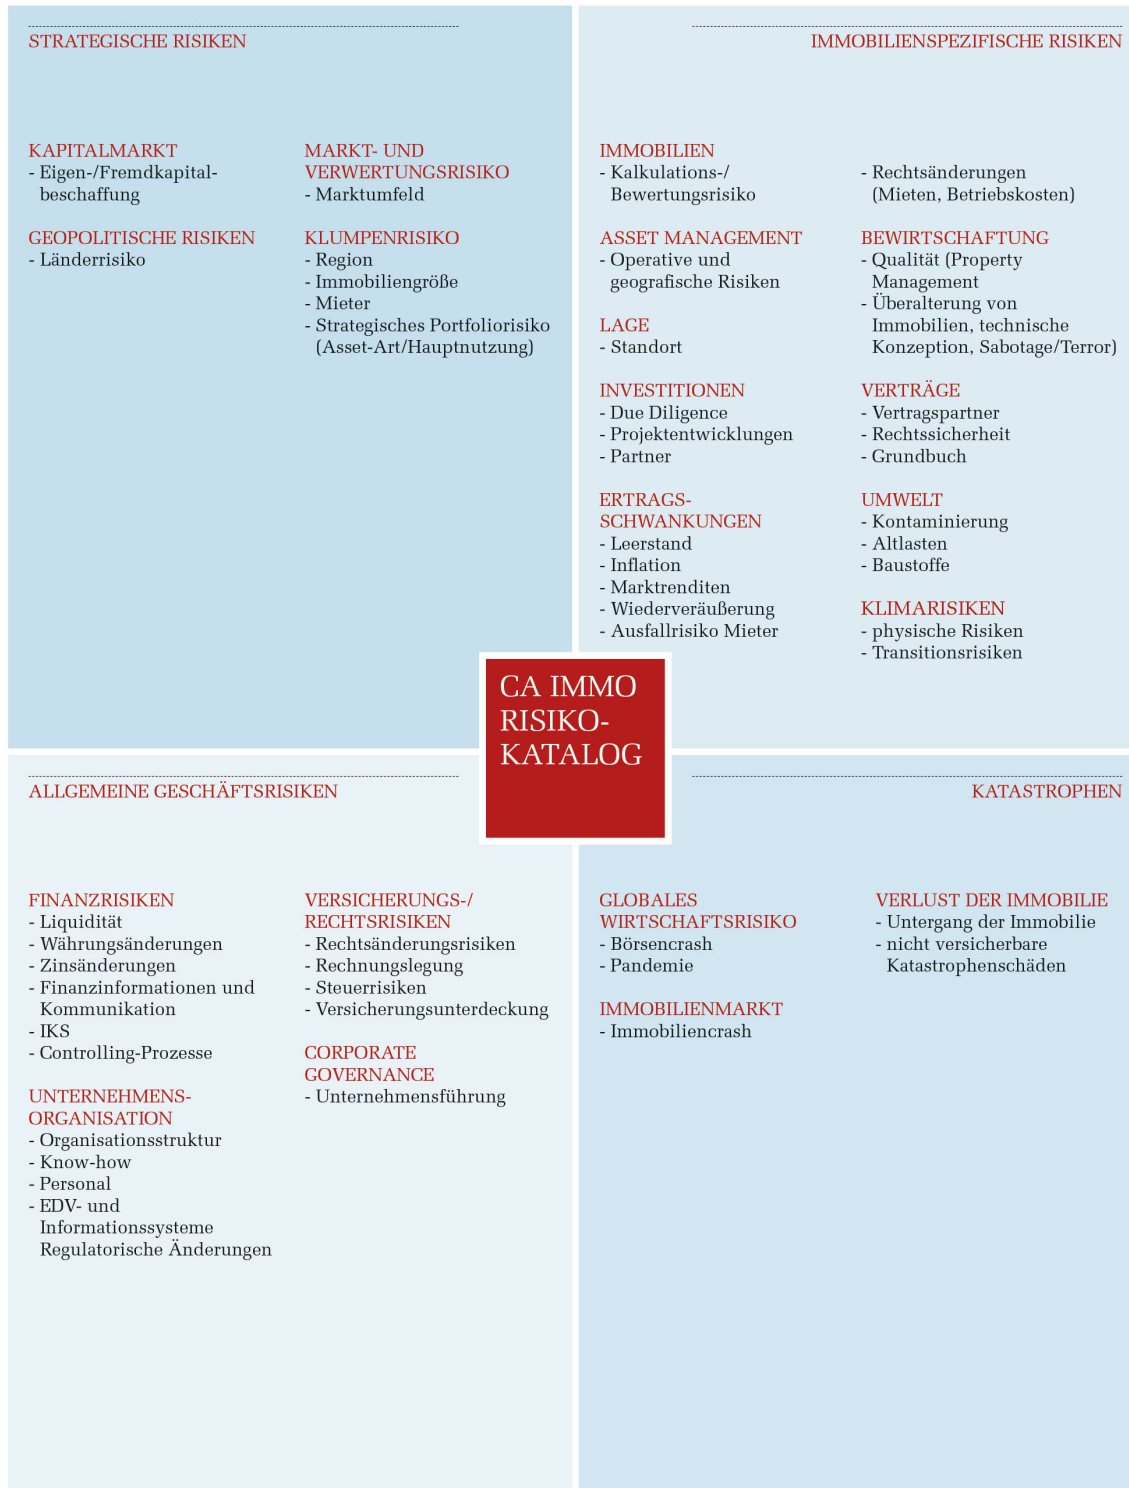 STRATEGISCHE RISIKEN
KAPITALMARKT
- Eigen-/Fremdkapital-
beschaffung
GEOPOLITISCHE RISIKEN
- Länderrisiko
MARKT- UND
VERWERTUNGSRISIKO
- Marktumfeld
KLUMPENRISIKO
- Region
- Immobiliengröße
- Mieter
- Strategisches Portfoliorisiko
(Asset-Art/Hauptnutzung)
IMMOBILIENSPEZIFISCHE RISIKEN
IMMOBILIEN
- Kalkulations-/
Bewertungsrisiko
- Rechtsänderungen
(Mieten, Betriebskosten)
ASSET MANAGEMENT
- Operative und
geografische Risiken
LAGE
- Standort
INVESTITIONEN
- Due Diligence
- Projektentwicklungen
- Partner
ERTRAGS-
SCHWANKUNGEN
- Leerstand
- Inflation
- Marktrenditen
- Wiederveräußerung
- Ausfallrisiko Mieter
BEWIRTSCHAFTUNG
- Qualität (Property
Management
- Überalterung von
Immobilien, technische
Konzeption, Sabotage/Terror)
VERTRÄGE
- Vertragspartner
- Rechtssicherheit
- Grundbuch
UMWELT
- Kontaminierung
- Altlasten
- Baustoffe
KLIMARISIKEN
- physische Risiken
- Transitionsrisiken
CA IMMO
RISIKO-
KATALOG
ALLGEMEINE GESCHÄFTSRISIKEN
FINANZRISIKEN
- Liquidität
- Währungsänderungen
- Zinsänderungen
- Finanzinformationen und
Kommunikation
- IKS
- Controlling-Prozesse
UNTERNEHMENS-
ORGANISATION
- Organisationsstruktur
- Know-how
- Personal
- EDV- und
Informationssysteme
Regulatorische Änderungen
VERSICHERUNGS-/
RECHTSRISIKEN
- Rechtsänderungsrisiken
- Rechnungslegung
- Steuerrisiken
- Versicherungsunterdeckung
CORPORATE
GOVERNANCE
- Unternehmensführung
KATASTROPHEN
GLOBALES
WIRTSCHAFTSRISIKO
- Börsencrash
- Pandemie
IMMOBILIENMARKT
- Immobiliencrash
VERLUST DER IMMOBILIE
- Untergang der Immobilie
- nicht versicherbare
Katastrophenschäden